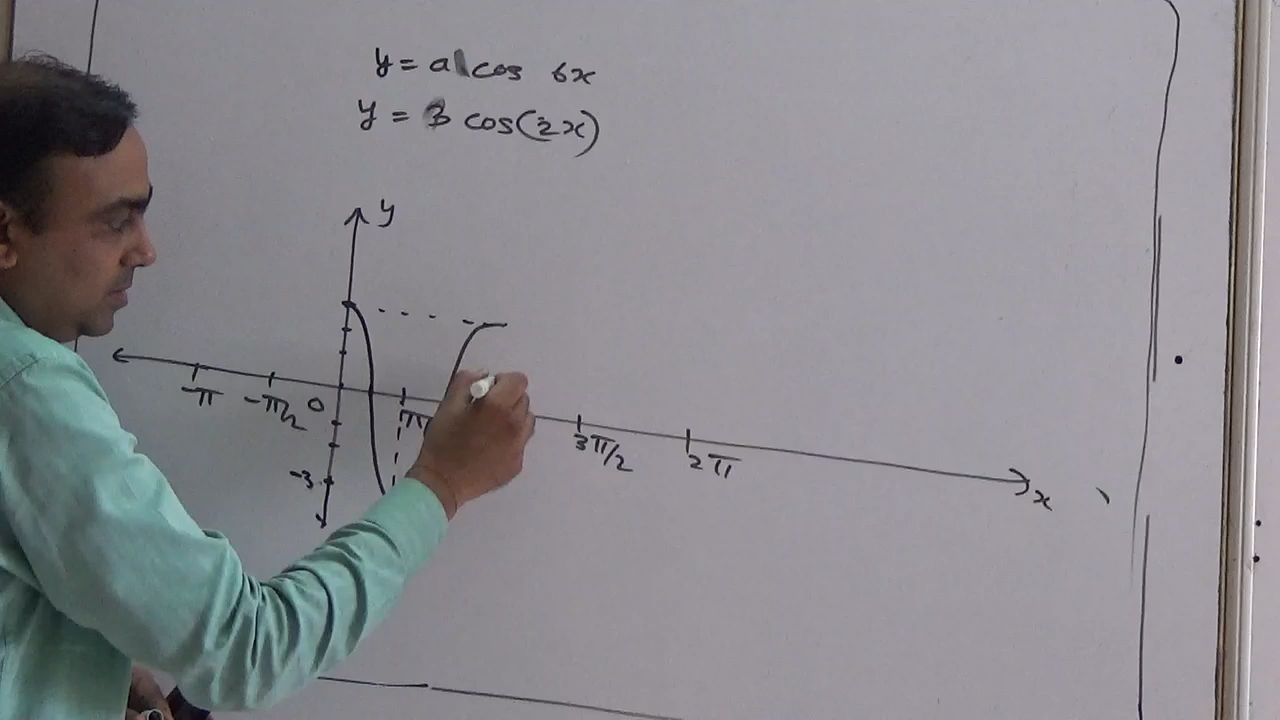 y = a cos bx
y = 3 cos(2x)
y
-π -π/2 0 π 3π/2 2π x
-3